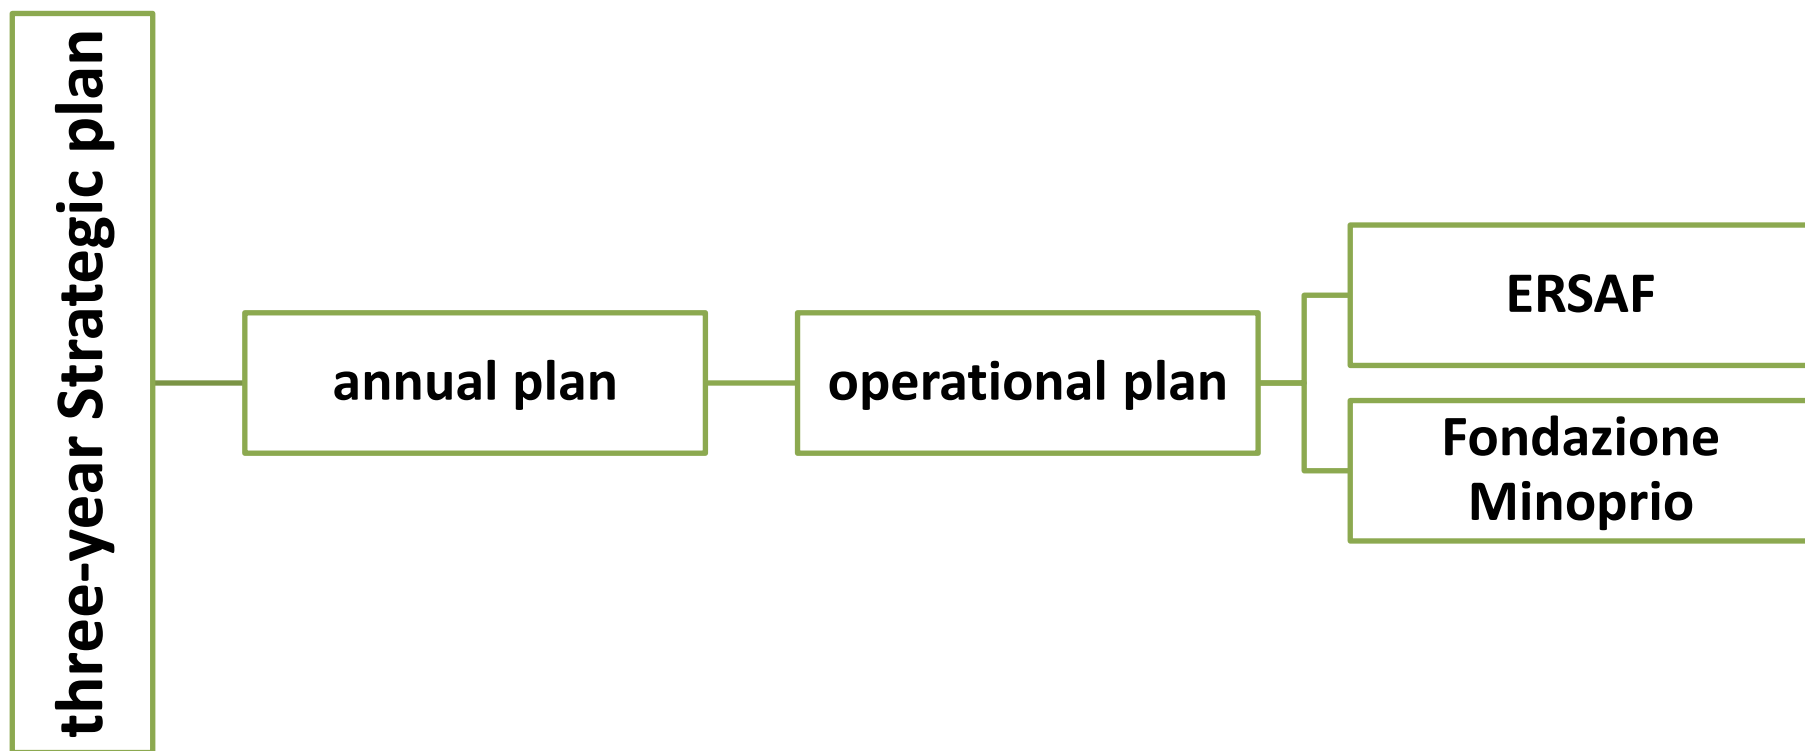 three-year Strategic plan
annual plan
operational plan
ERSAF
Fondazione
Minoprio